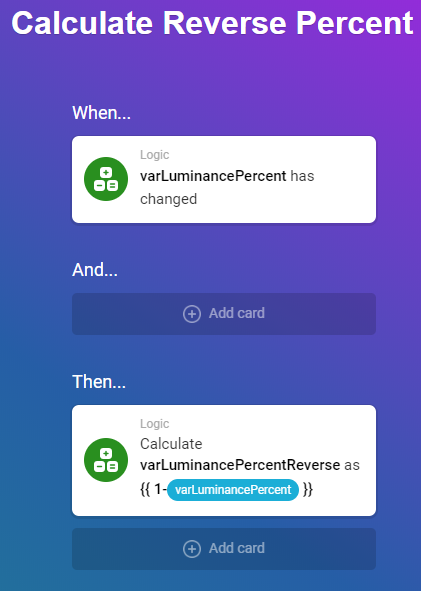 Calculate Reverse Percent
When...
Logic
varLuminancePercent has
changed
And...
Add card
Then...
Logic
Calculate
varLuminancePercentReverse as
{{ 1-varLuminancePercent }}
Add card